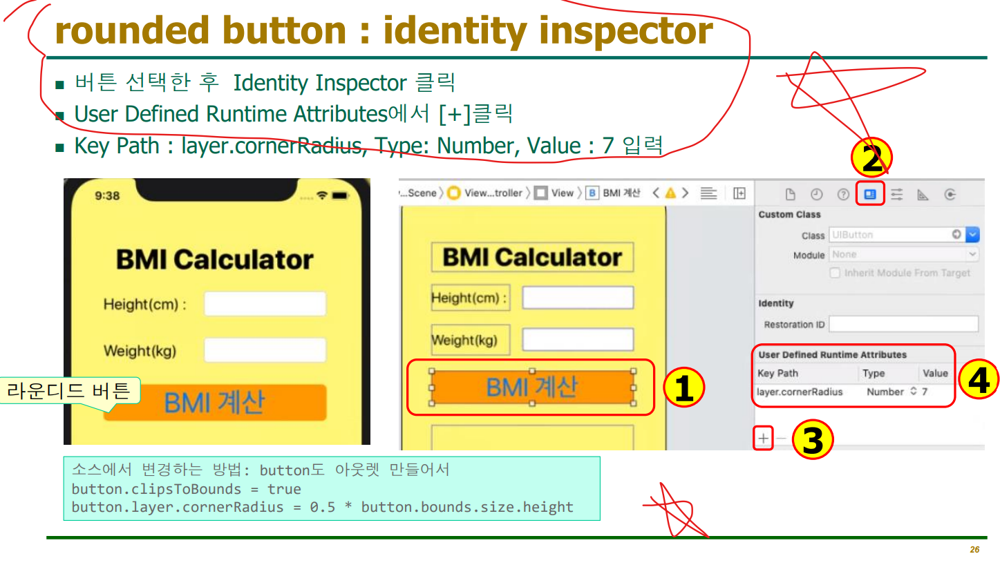 rounded button : identity inspector
■ 버튼 선택한 후 Identity Inspector 클릭
■ User Defined Runtime Attributes에서 [+]클릭
■ Key Path : layer.cornerRadius, Type: Number, Value : 7 입력
9:38
BMI Calculator
Height(cm) :
Weight(kg)
라운디드 버튼
BMI 계산
...Scene 〉 View...troller 〉 View 〉 B BMI 계산
BMI Calculator
Height(cm) :
Weight(kg)
BMI 계산
1
2
Custom Class
Class UIButton
Module None
Inherit Module From Target
Identity
Restoration ID
User Defined Runtime Attributes
Key Path Type Value
layer.cornerRadius Number 7
4
+ −
3
소스에서 변경하는 방법: button도 아웃렛 만들어서
button.clipsToBounds = true
button.layer.cornerRadius = 0.5 * button.bounds.size.height
26